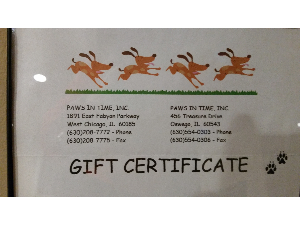 PAWS IN TIME, INC.
1891 East Fabyan Parkway
West Chicago, IL 60185
(630)208-7772 - Phone
(630)208-7775 - Fax
PAWS IN TIME, INC
456 Treasure Drive
Oswego, IL 60543
(630)554-0303 - Phone
(630)554-0306 - Fax
GIFT CERTIFICATE